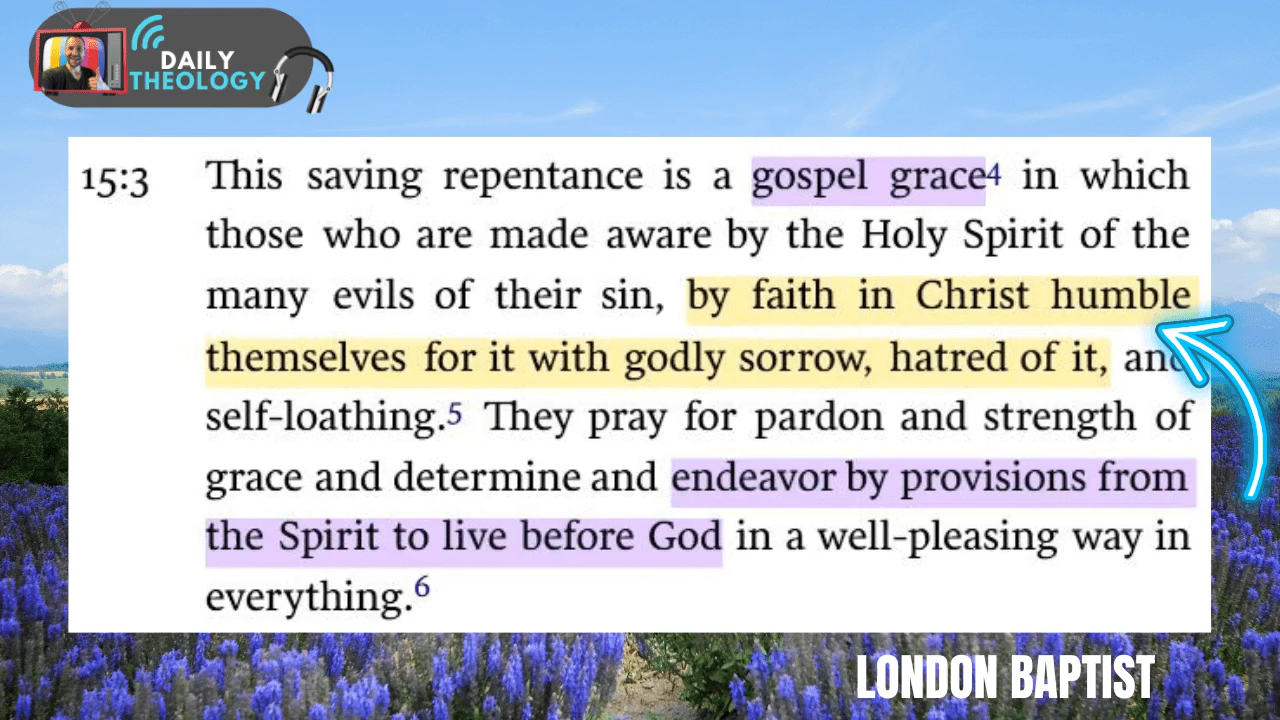 DAILY
THEOLOGY
15:3 This saving repentance is a gospel grace4 in which
those who are made aware by the Holy Spirit of the
many evils of their sin, by faith in Christ humble
themselves for it with godly sorrow, hatred of it, and
self-loathing.5 They pray for pardon and strength of
grace and determine and endeavor by provisions from
the Spirit to live before God in a well-pleasing way in
everything.6
LONDON BAPTIST